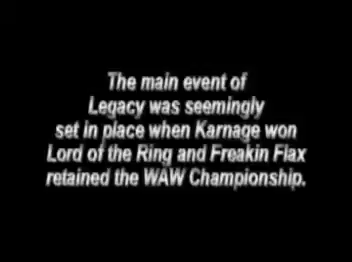 The main event of
Legacy was seemingly
set in place when Karnage won
Lord of the Ring and Freakin Flax
retained the WAW Championship.